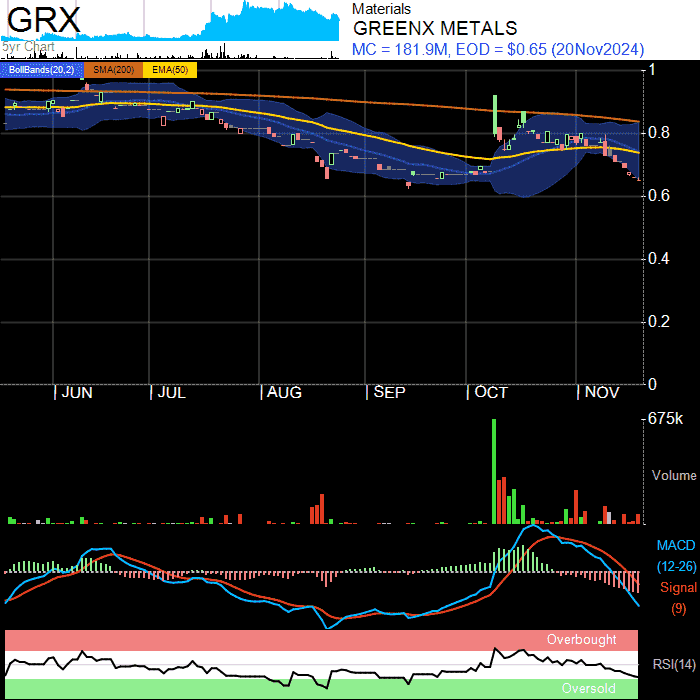 GRX
5yr Chart
Materials
GREENX METALS
MC = 181.9M, EOD = $0.65 (20Nov2024)
BollBands(20,2) SMA(200) EMA(50)
1
0.8
0.6
0.4
0.2
0
JUN JUL AUG SEP OCT NOV
675k
Volume
MACD
(12-26)
Signal
(9)
Overbought
RSI(14)
Oversold